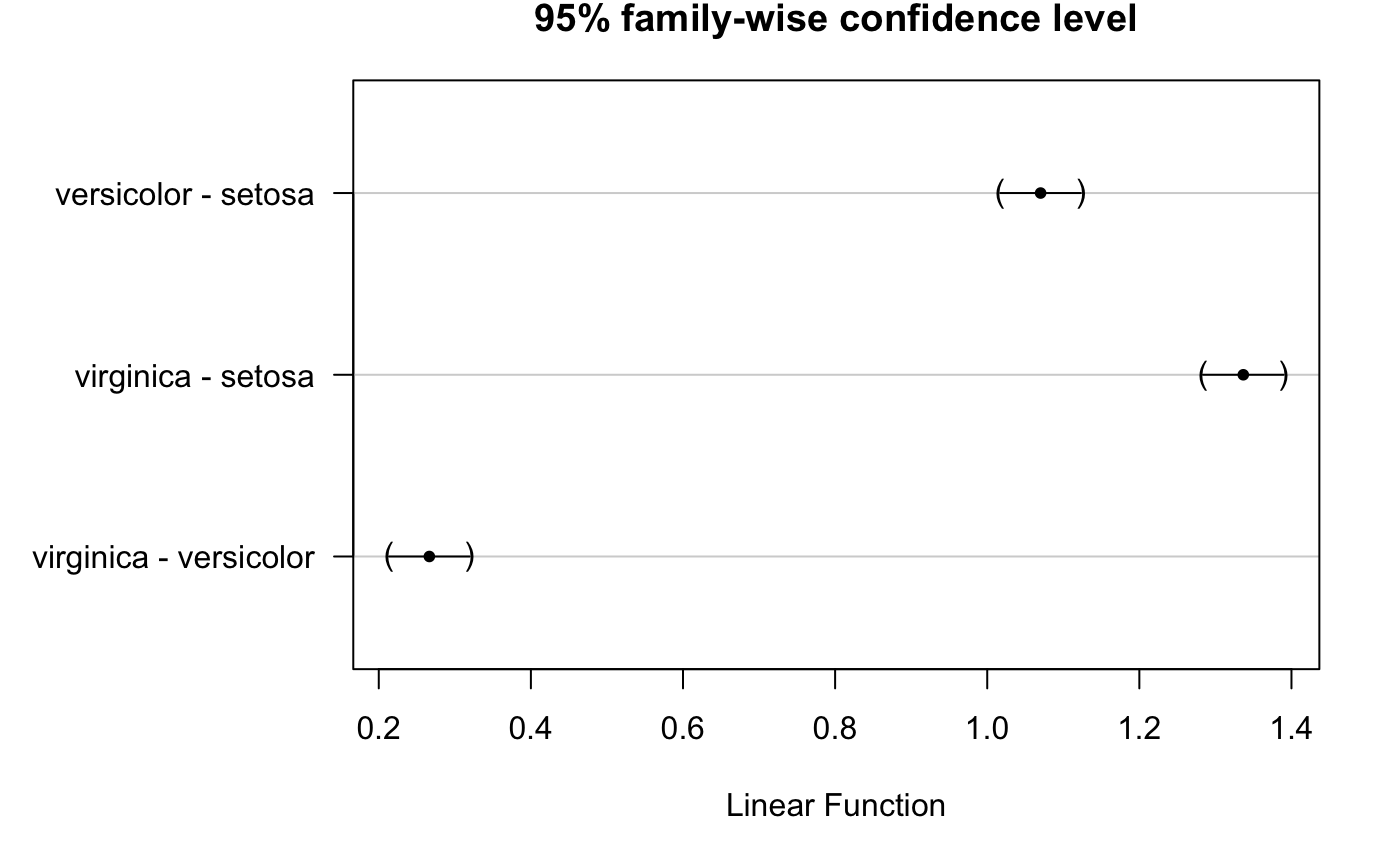 95% family-wise confidence level
versicolor - setosa
virginica - setosa
virginica - versicolor
0.2 0.4 0.6 0.8 1.0 1.2 1.4
Linear Function